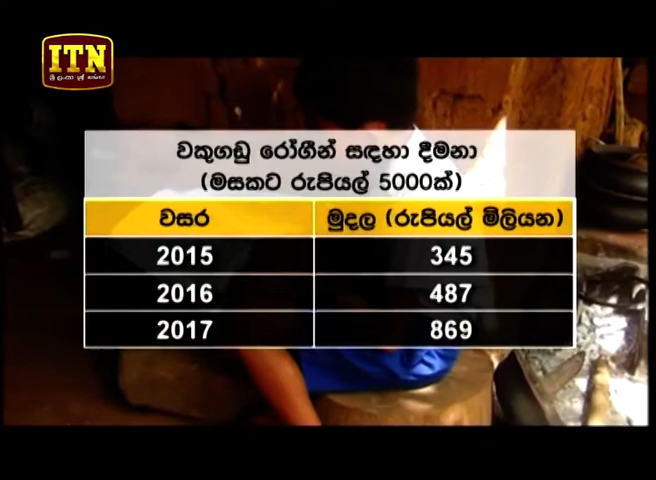 ITN
වකුගඩු රෝගීන් සඳහා දීමනා
(මසකට රුපියල් 5000ක්)
වසර මුදල (රුපියල් මිලියන)
2015 345
2016 487
2017 869